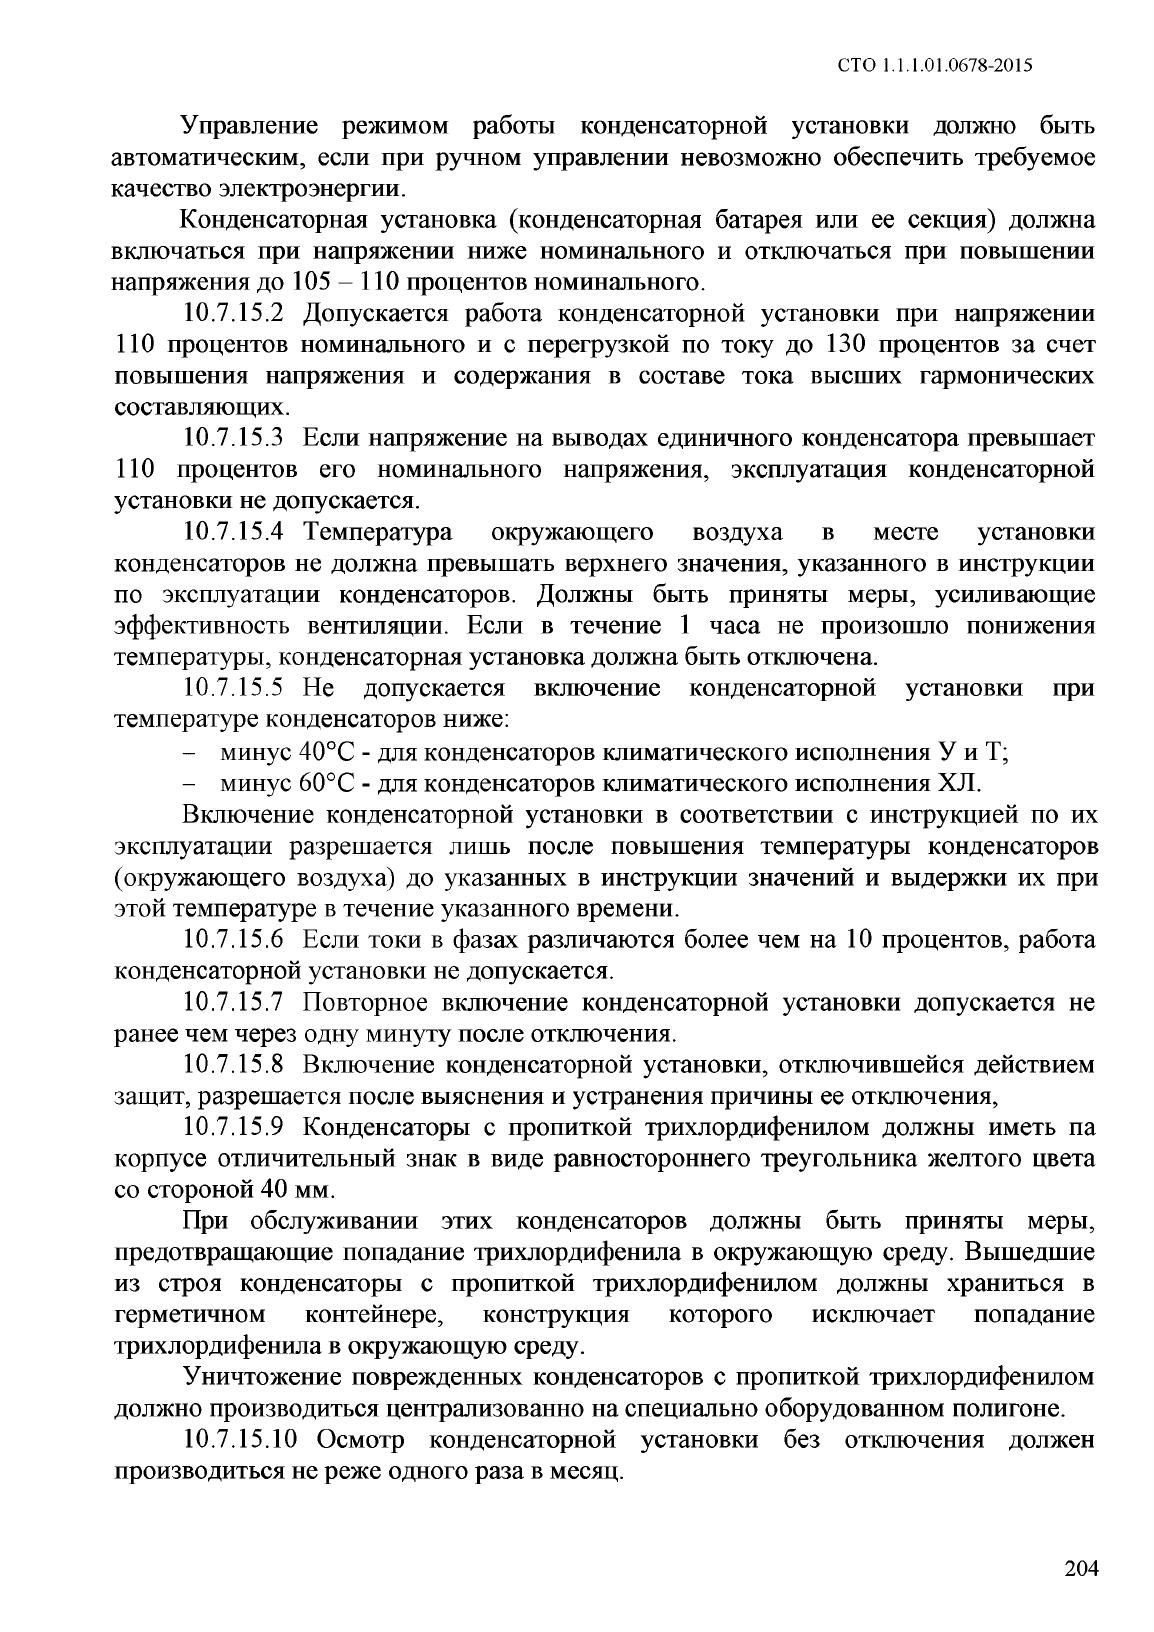 СТО 1.1.1.01.0678-2015
Управление режимом работы конденсаторной установки должно быть
автоматическим, если при ручном управлении невозможно обеспечить требуемое
качество электроэнергии.
Конденсаторная установка (конденсаторная батарея или ее секция) должна
включаться при напряжении ниже номинального и отключаться при повышении
напряжения до 105 – 110 процентов номинального.
10.7.15.2 Допускается работа конденсаторной установки при напряжении
110 процентов номинального и с перегрузкой по току до 130 процентов за счет
повышения напряжения и содержания в составе тока высших гармонических
составляющих.
10.7.15.3 Если напряжение на выводах единичного конденсатора превышает
110 процентов его номинального напряжения, эксплуатация конденсаторной
установки не допускается.
10.7.15.4 Температура окружающего воздуха в месте установки
конденсаторов не должна превышать верхнего значения, указанного в инструкции
по эксплуатации конденсаторов. Должны быть приняты меры, усиливающие
эффективность вентиляции. Если в течение 1 часа не произошло понижения
температуры, конденсаторная установка должна быть отключена.
10.7.15.5 Не допускается включение конденсаторной установки при
температуре конденсаторов ниже:
– минус 40°С - для конденсаторов климатического исполнения У и Т;
– минус 60°С - для конденсаторов климатического исполнения ХЛ.
Включение конденсаторной установки в соответствии с инструкцией по их
эксплуатации разрешается лишь после повышения температуры конденсаторов
(окружающего воздуха) до указанных в инструкции значений и выдержки их при
этой температуре в течение указанного времени.
10.7.15.6 Если токи в фазах различаются более чем на 10 процентов, работа
конденсаторной установки не допускается.
10.7.15.7 Повторное включение конденсаторной установки допускается не
ранее чем через одну минуту после отключения.
10.7.15.8 Включение конденсаторной установки, отключившейся действием
защит, разрешается после выяснения и устранения причины ее отключения,
10.7.15.9 Конденсаторы с пропиткой трихлордифенилом должны иметь па
корпусе отличительный знак в виде равностороннего треугольника желтого цвета
со стороной 40 мм.
При обслуживании этих конденсаторов должны быть приняты меры,
предотвращающие попадание трихлордифенила в окружающую среду. Вышедшие
из строя конденсаторы с пропиткой трихлордифенилом должны храниться в
герметичном контейнере, конструкция которого исключает попадание
трихлордифенила в окружающую среду.
Уничтожение поврежденных конденсаторов с пропиткой трихлордифенилом
должно производиться централизованно на специально оборудованном полигоне.
10.7.15.10 Осмотр конденсаторной установки без отключения должен
производиться не реже одного раза в месяц.
204